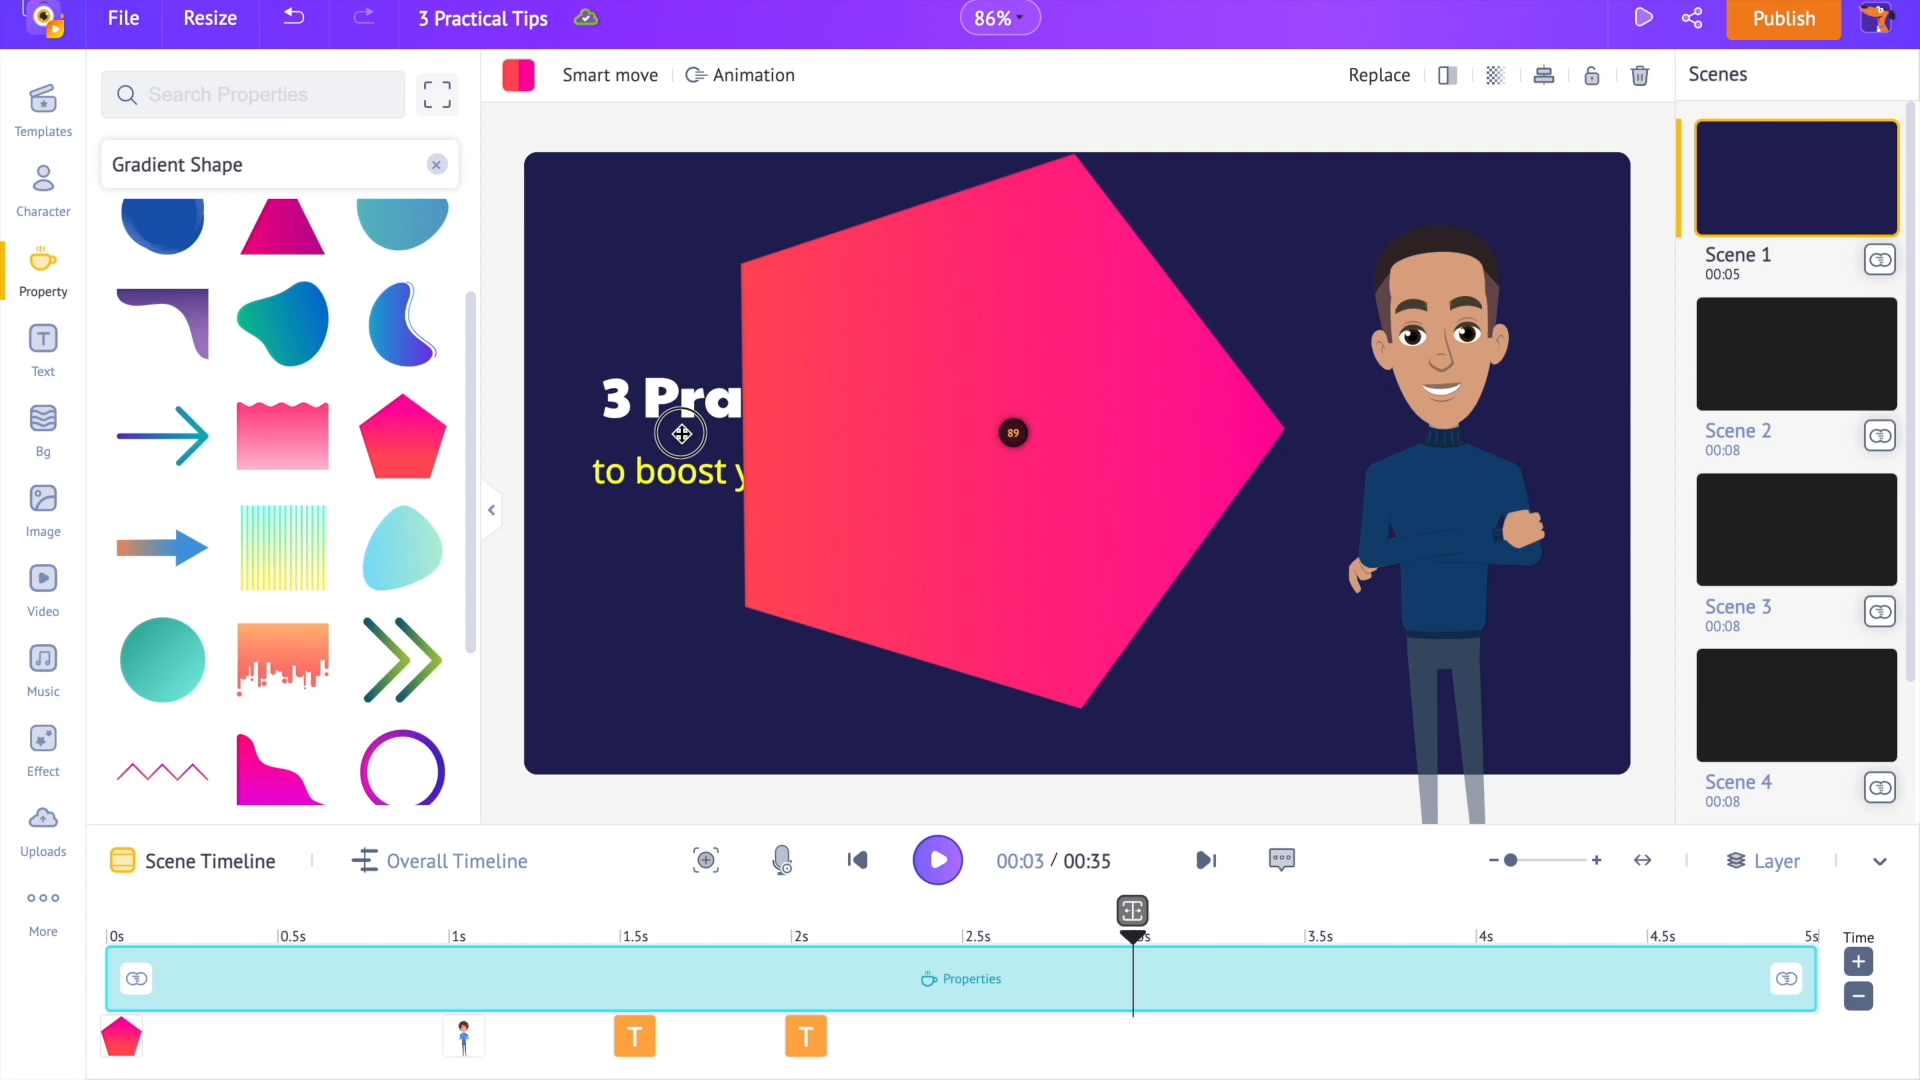 File
Resize
3 Practical Tips
86%
Publish
Search Properties
Smart move
Animation
Replace
Scenes
Templates
Gradient Shape
Character
Property
Text
Bg
Image
Video
Music
Effect
Uploads
More
3 Pra
to boost y
89
Scene 1
00:05
Scene 2
00:08
Scene 3
00:08
Scene 4
00:08
Scene Timeline
Overall Timeline
00:03 / 00:35
Layer
0s
0.5s
1s
1.5s
2s
2.5s
3.5s
4s
4.5s
5s
Time
Properties
T
T